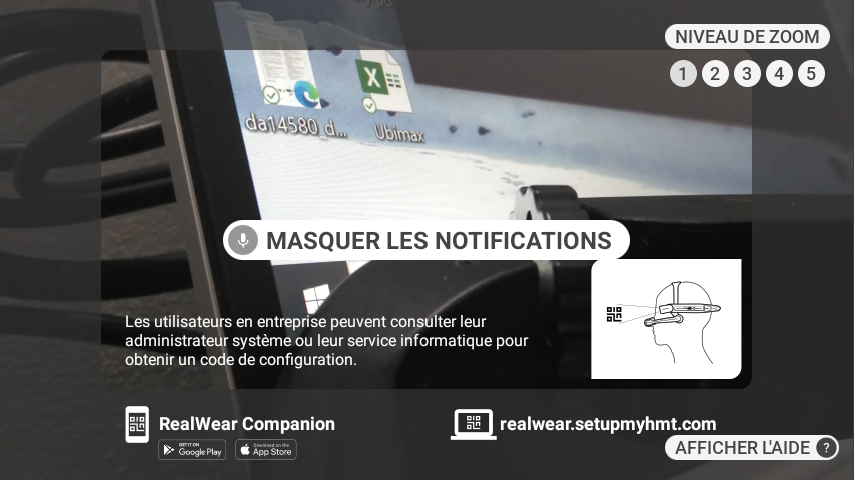 NIVEAU DE ZOOM
1 2 3 4 5
da14580_d...
Ubimax
MASQUER LES NOTIFICATIONS
Les utilisateurs en entreprise peuvent consulter leur
administrateur système ou leur service informatique pour
obtenir un code de configuration.
RealWear Companion
GET IT ON
Google Play
Download on the
App Store
realwear.setupmyhmt.com
AFFICHER L'AIDE ?